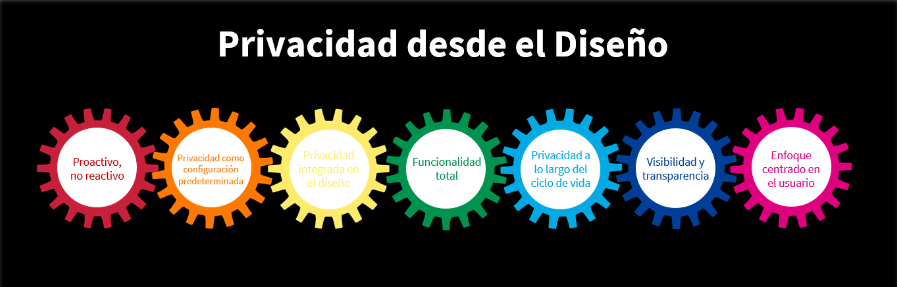 Privacidad desde el Diseño
Proactivo,
no reactivo
Privacidad como
configuración
predeterminada
Privacidad
integrada en
el diseño
Funcionalidad
total
Privacidad a
lo largo del
ciclo de vida
Visibilidad y
transparencia
Enfoque
centrado en
el usuario